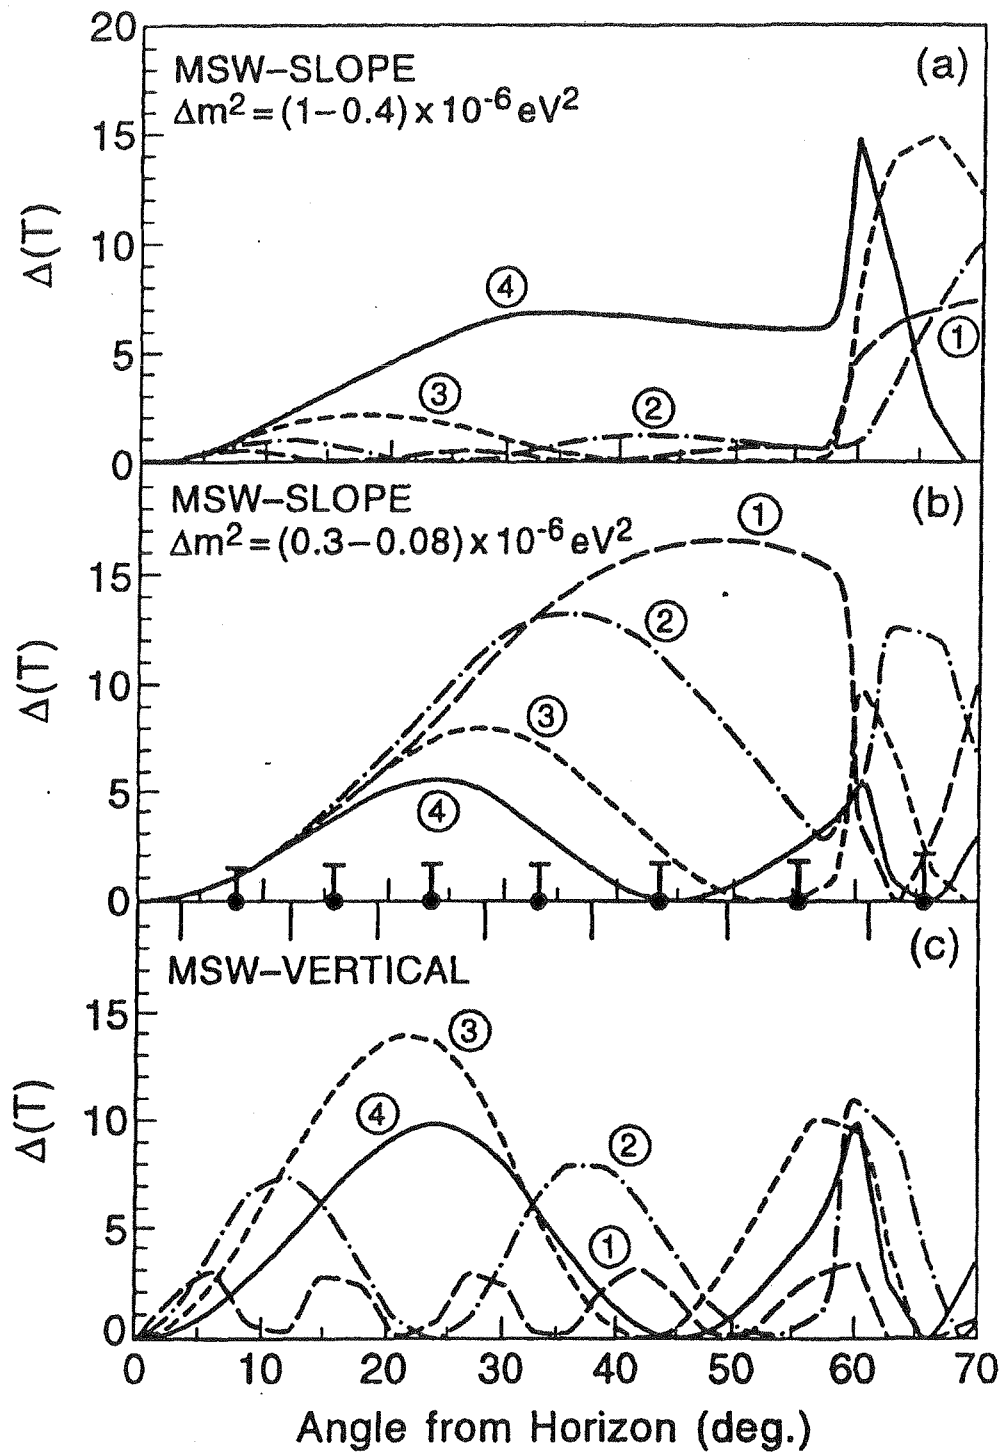 20
MSW–SLOPE
(a)
Δm² = (1–0.4) x 10⁻⁶ eV²
15
Δ(T)
10
④
5
③
②
①
0
MSW–SLOPE
(b)
①
Δm² = (0.3–0.08) x 10⁻⁶ eV²
15
②
Δ(T)
10
③
5
④
0
(c)
MSW–VERTICAL
15
③
Δ(T)
10
④
②
5
①
0
0 10 20 30 40 50 60 70
Angle from Horizon (deg.)